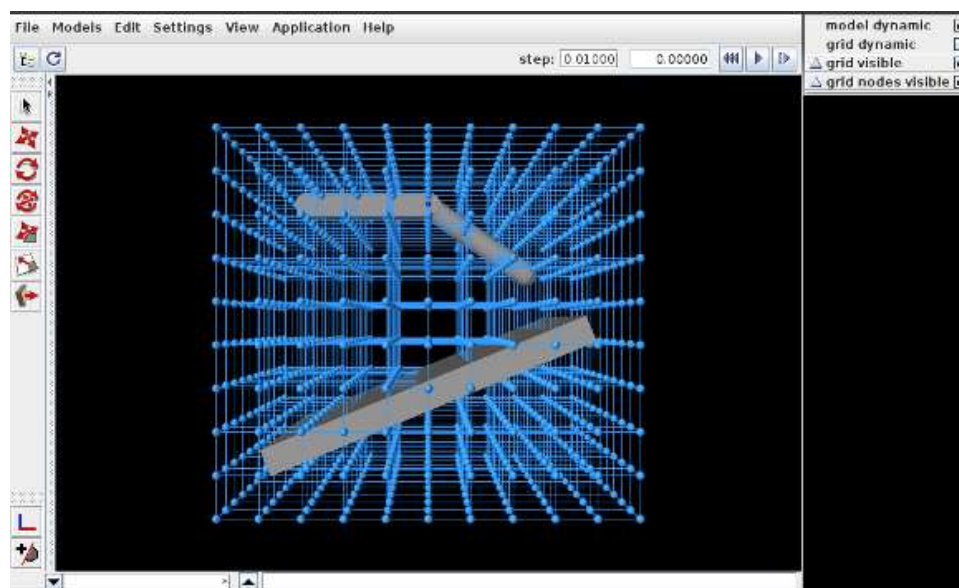 File Models Edit Settings View Application Help
step: 0.01000 0.00000
model dynamic
grid dynamic
grid visible
grid nodes visible